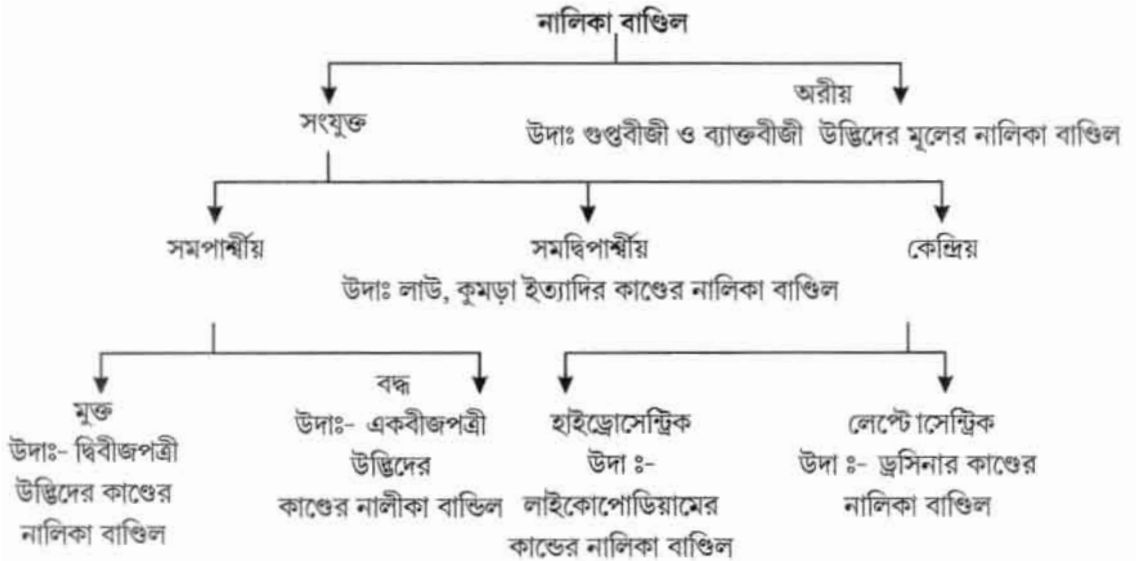 নালিকা বাণ্ডিল
সংযুক্ত
অরীয়
উদাঃ গুপ্তবীজী ও ব্যাক্তবীজী উদ্ভিদের মূলের নালিকা বাণ্ডিল
সমপার্শ্বীয়
সমদ্বিপার্শ্বীয়
উদাঃ লাউ, কুমড়া ইত্যাদির কাণ্ডের নালিকা বাণ্ডিল
কেন্দ্রিয়
মুক্ত
উদাঃ- দ্বিবীজপত্রী
উদ্ভিদের কাণ্ডের
নালিকা বাণ্ডিল
বদ্ধ
উদাঃ- একবীজপত্রী
উদ্ভিদের
কাণ্ডের নালীকা বান্ডিল
হাইড্রোসেন্ট্রিক
উদা ঃ-
লাইকোপোডিয়ামের
কান্ডের নালিকা বাণ্ডিল
লেপ্টোসেন্ট্রিক
উদা ঃ- ড্রসিনার কাণ্ডের
নালিকা বাণ্ডিল